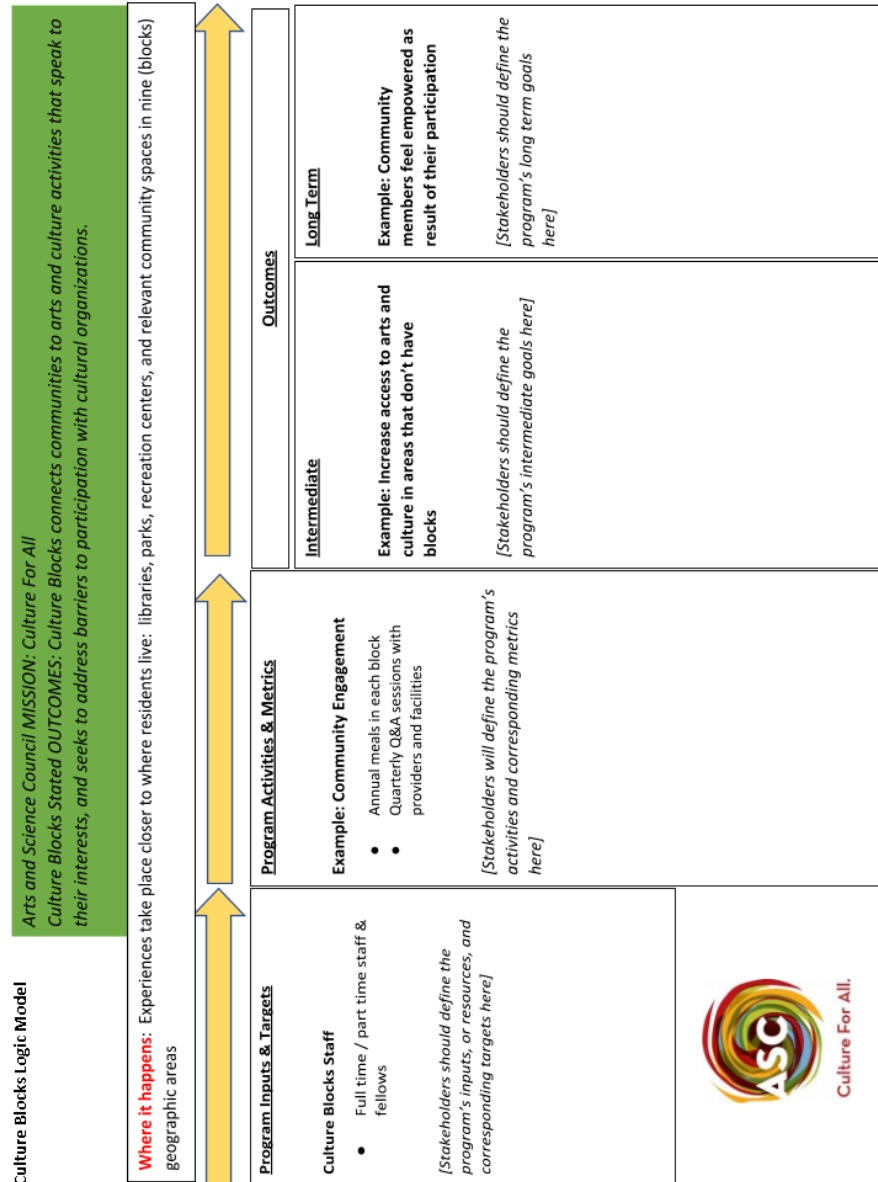 Culture Blocks Logic Model
Arts and Science Council MISSION: Culture For All
Culture Blocks Stated OUTCOMES: Culture Blocks connects communities to arts and culture activities that speak to
their interests, and seeks to address barriers to participation with cultural organizations.
Where it happens: Experiences take place closer to where residents live: libraries, parks, recreation centers, and relevant community spaces in nine (blocks)
geographic areas
Program Inputs & Targets
Culture Blocks Staff
● Full time / part time staff &
fellows
[Stakeholders should define the
program's inputs, or resources, and
corresponding targets here]
Program Activities & Metrics
Example: Community Engagement
● Annual meals in each block
● Quarterly Q&A sessions with
providers and facilities
[Stakeholders will define the program's
activities and corresponding metrics
here]
Outcomes
Intermediate
Example: Increase access to arts and
culture in areas that don't have
blocks
[Stakeholders should define the
program's intermediate goals here]
Long Term
Example: Community
members feel empowered as
result of their participation
[Stakeholders should define the
program's long term goals
here]
ASC
Culture For All.